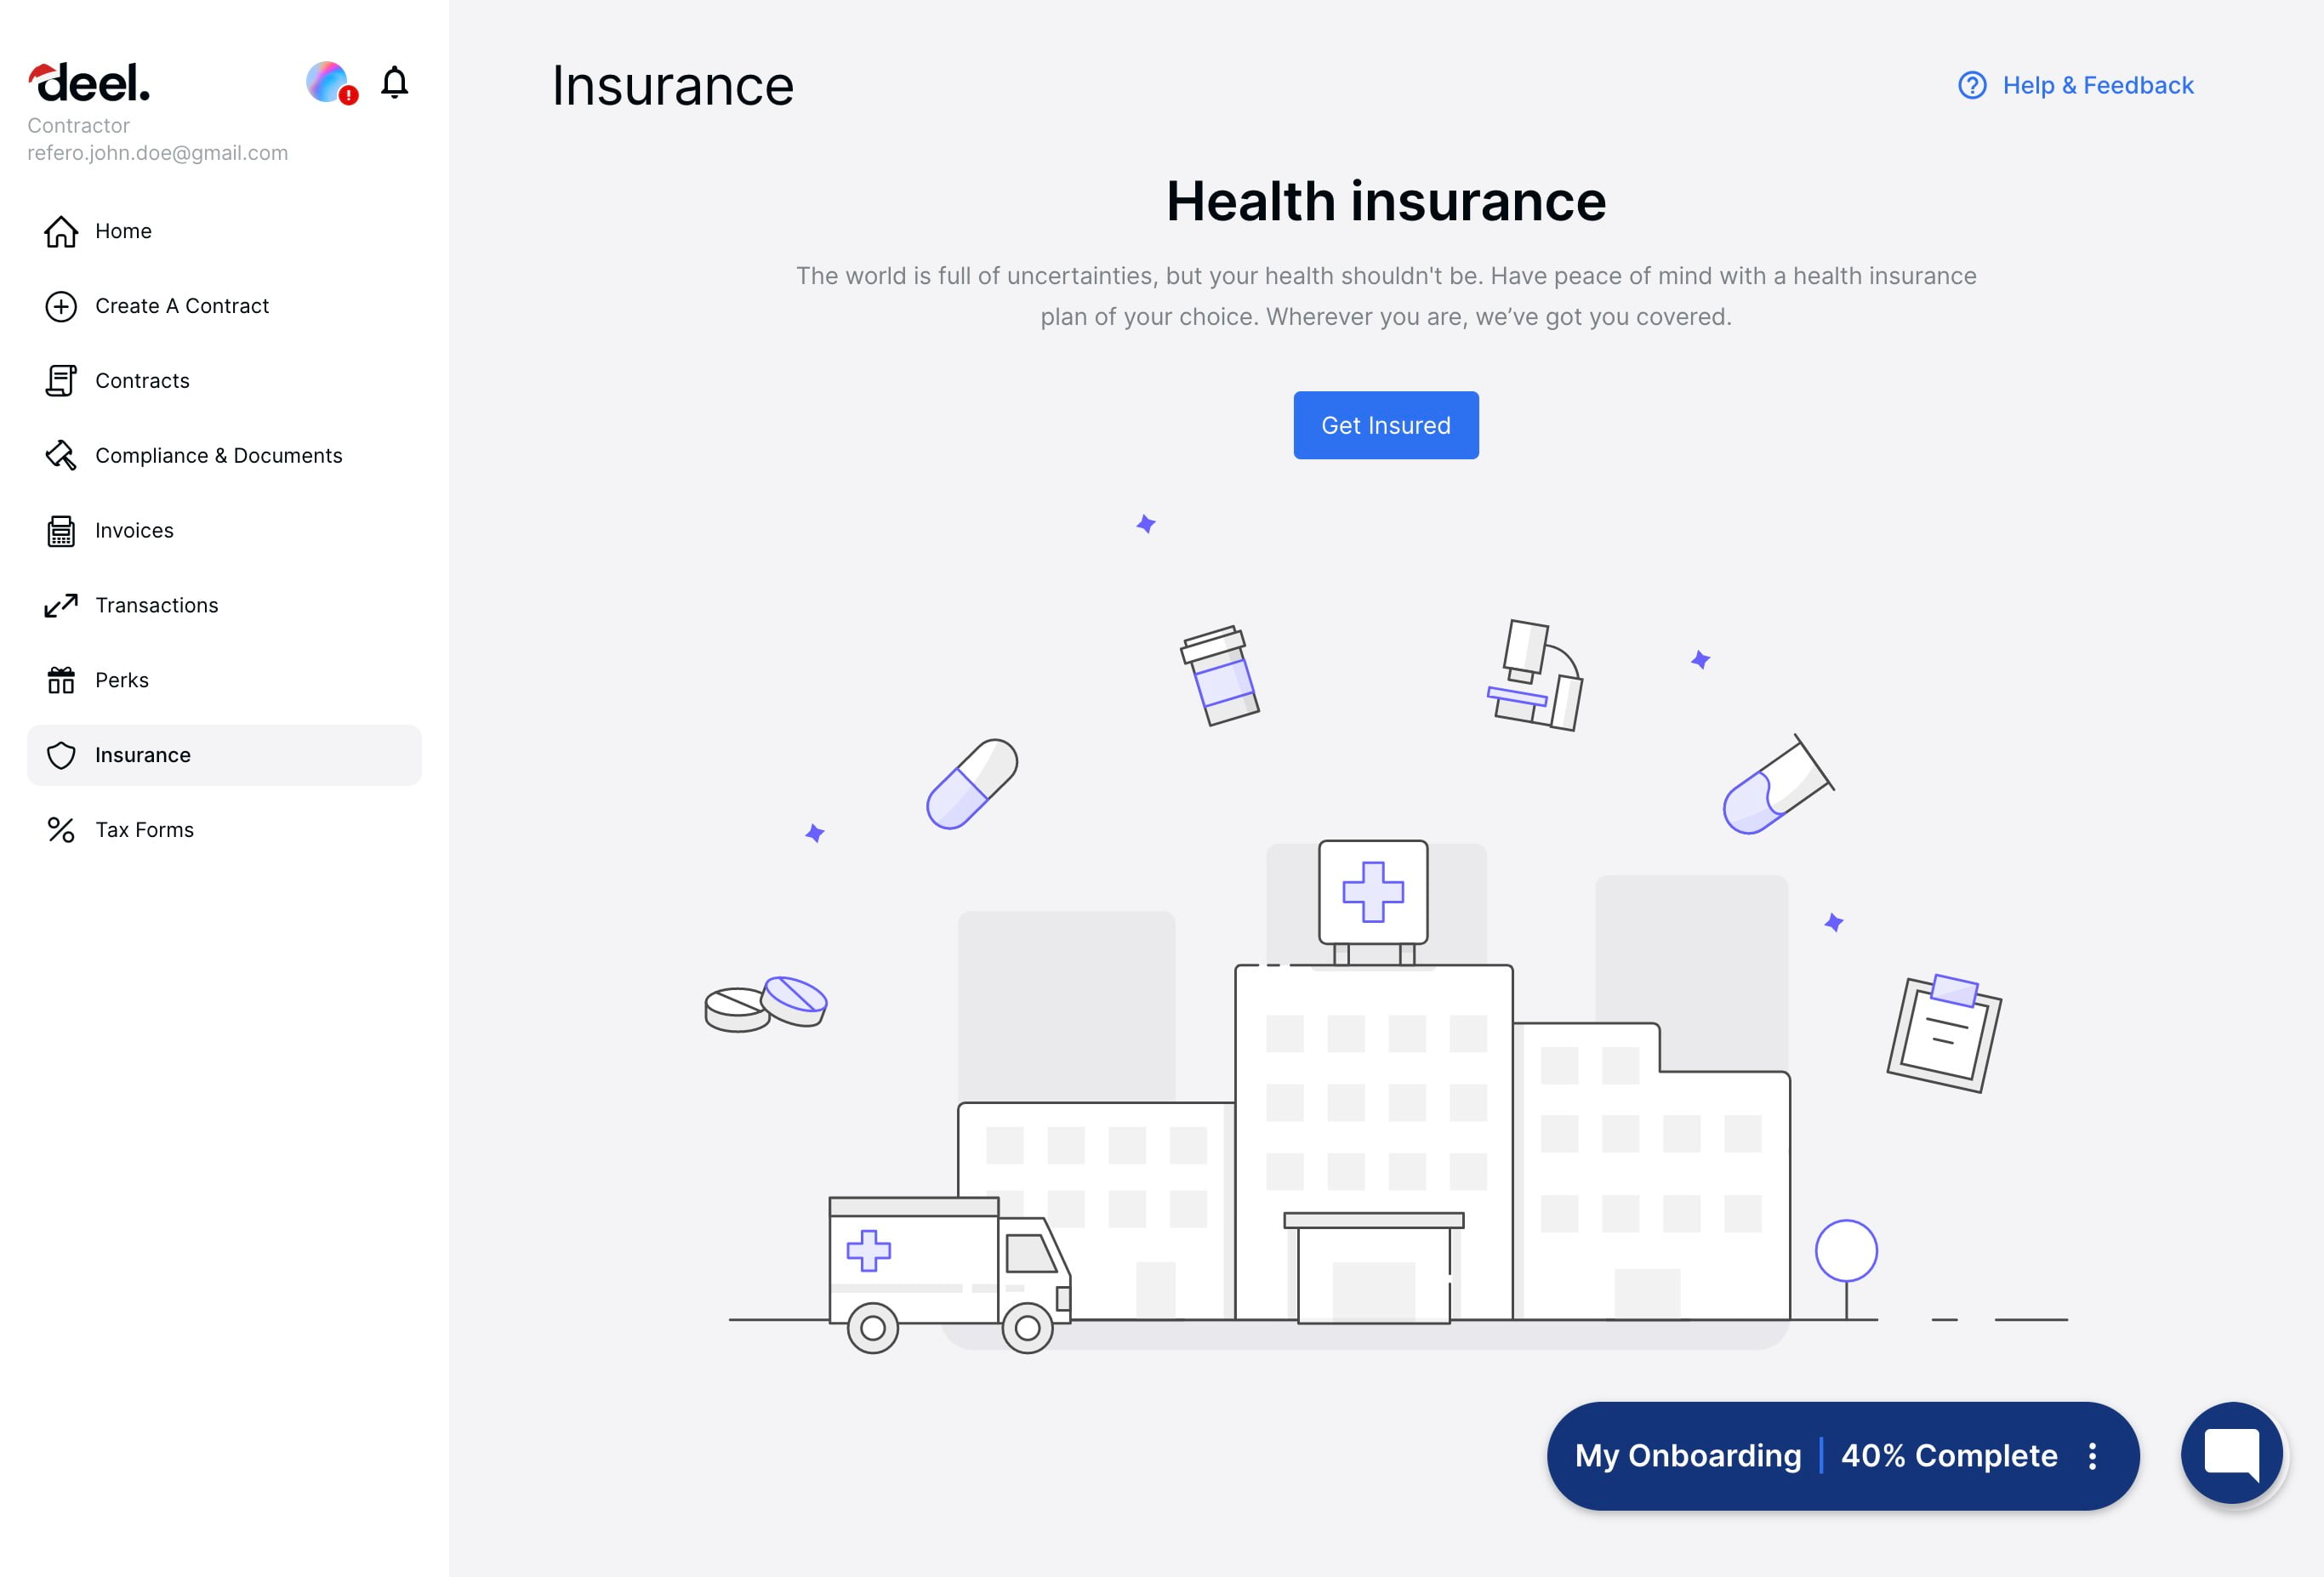 deel.
Contractor
refero.john.doe@gmail.com
Home
Create A Contract
Contracts
Compliance & Documents
Invoices
Transactions
Perks
Insurance
Tax Forms
Insurance
Help & Feedback
Health insurance
The world is full of uncertainties, but your health shouldn't be. Have peace of mind with a health insurance
plan of your choice. Wherever you are, we’ve got you covered.
Get Insured
My Onboarding | 40% Complete